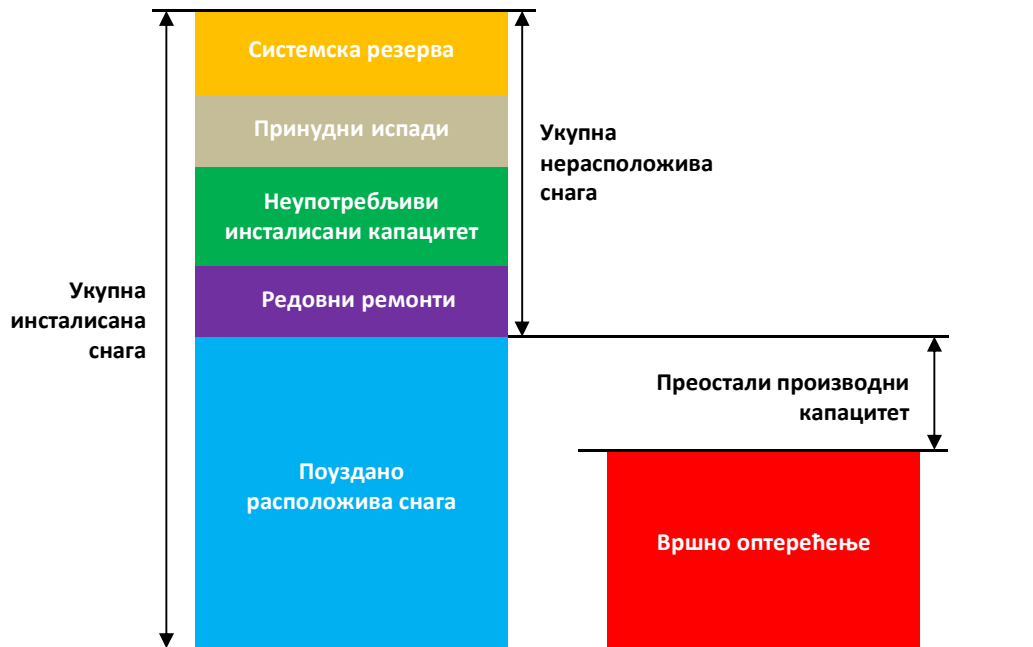 Системска резерва
Принудни испади
Укупна
нерасположива
снага
Неупотребљиви
инсталисани капацитет
Редовни ремонти
Укупна
инсталисана
снага
Преостали производни
капацитет
Поуздано
расположива снага
Вршно оптерећење